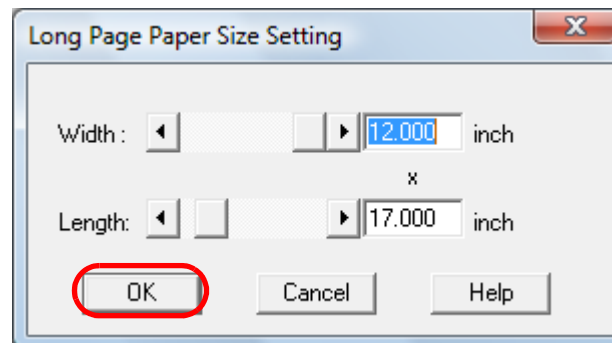 Long Page Paper Size Setting
Width : 12.000 inch
x
Length: 17.000 inch
OK Cancel Help